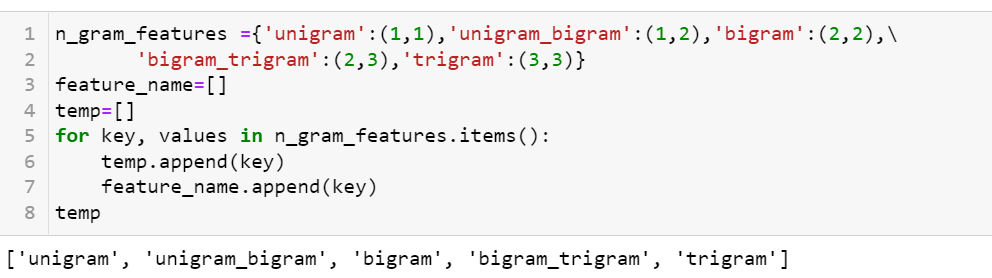 1 n_gram_features ={'unigram':(1,1),'unigram_bigram':(1,2),'bigram':(2,2),\
2         'bigram_trigram':(2,3),'trigram':(3,3)}
3 feature_name=[]
4 temp=[]
5 for key, values in n_gram_features.items():
6     temp.append(key)
7     feature_name.append(key)
8 temp
['unigram', 'unigram_bigram', 'bigram', 'bigram_trigram', 'trigram']